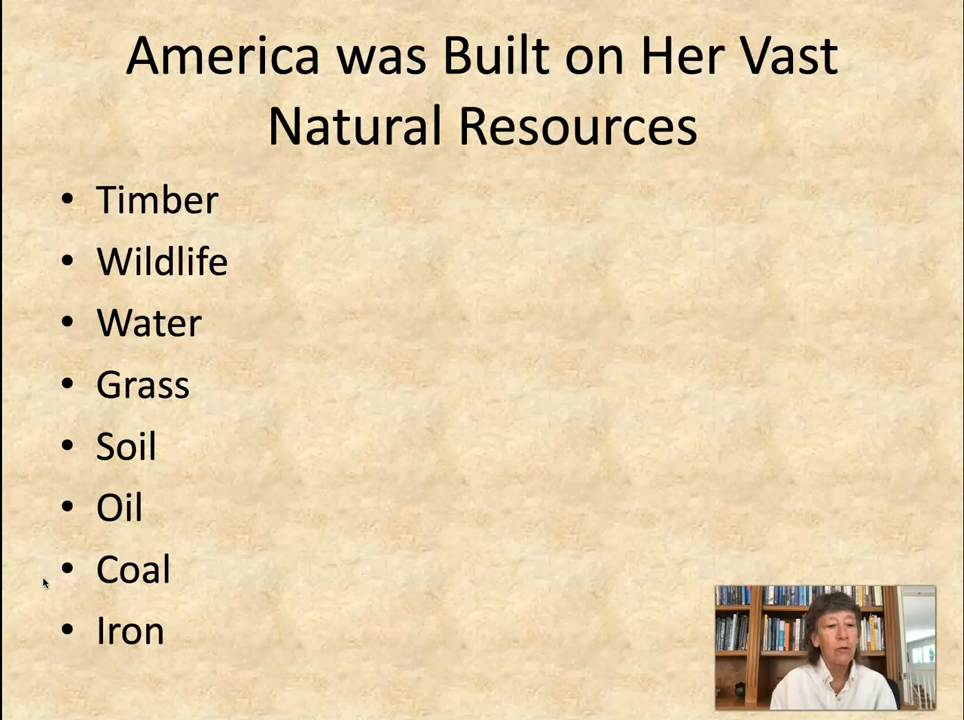 America was Built on Her Vast
Natural Resources
• Timber
• Wildlife
• Water
• Grass
• Soil
• Oil
• Coal
• Iron